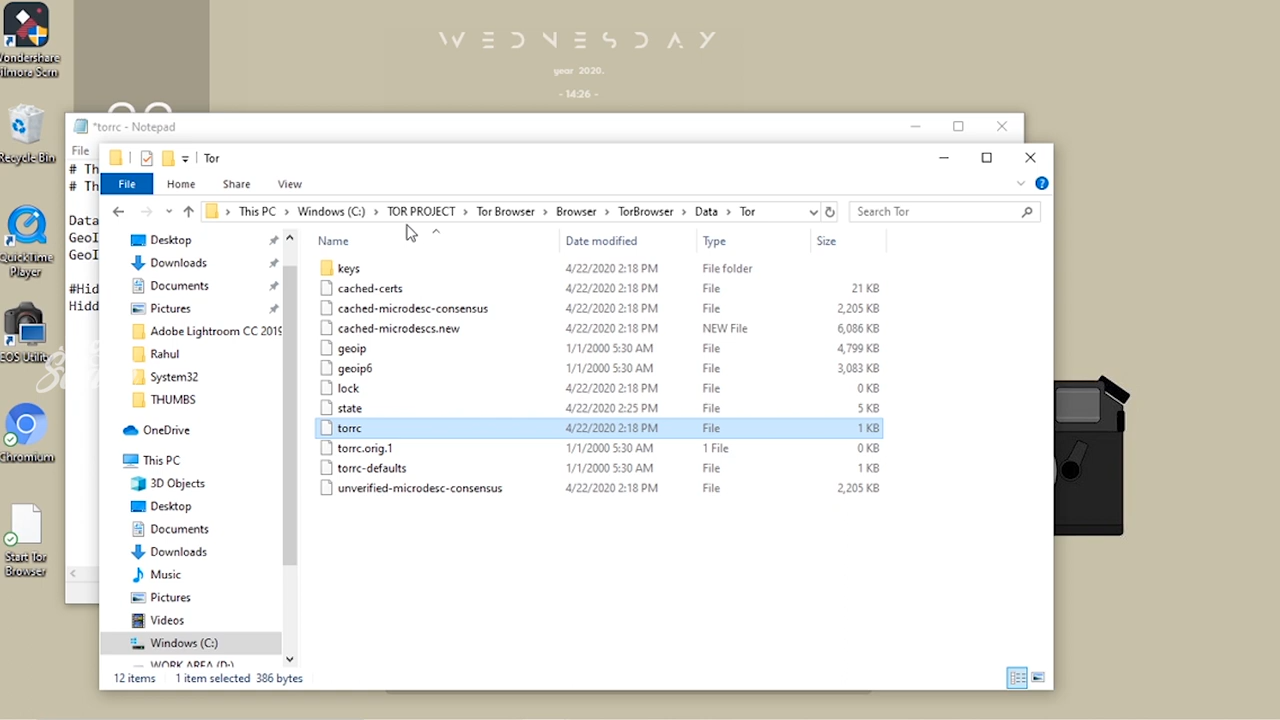 Wondershare
Filmora Scrn
Recycle Bin
QuickTime
Player
EOS Utility
Chromium
Start Tor
Browser
WEDNESDAY
year 2020.
- 14:26 -
*torrc - Notepad
File
# Th
# Th
Data
GeoI
GeoI
#Hid
Hidd
Tor
File Home Share View
This PC Windows (C:) TOR PROJECT Tor Browser Browser TorBrowser Data Tor
Search Tor
Desktop
Downloads
Documents
Pictures
Adobe Lightroom CC 2019
Rahul
System32
THUMBS
OneDrive
This PC
3D Objects
Desktop
Documents
Downloads
Music
Pictures
Videos
Windows (C:)
WORK AREA (D:)
Name Date modified Type Size
keys 4/22/2020 2:18 PM File folder
cached-certs 4/22/2020 2:18 PM File 21 KB
cached-microdesc-consensus 4/22/2020 2:18 PM File 2,205 KB
cached-microdescs.new 4/22/2020 2:18 PM NEW File 6,086 KB
geoip 1/1/2000 5:30 AM File 4,799 KB
geoip6 1/1/2000 5:30 AM File 3,083 KB
lock 4/22/2020 2:18 PM File 0 KB
state 4/22/2020 2:25 PM File 5 KB
torrc 4/22/2020 2:18 PM File 1 KB
torrc.orig.1 1/1/2000 5:30 AM 1 File 0 KB
torrc-defaults 1/1/2000 5:30 AM File 1 KB
unverified-microdesc-consensus 4/22/2020 2:18 PM File 2,205 KB
12 items 1 item selected 386 bytes